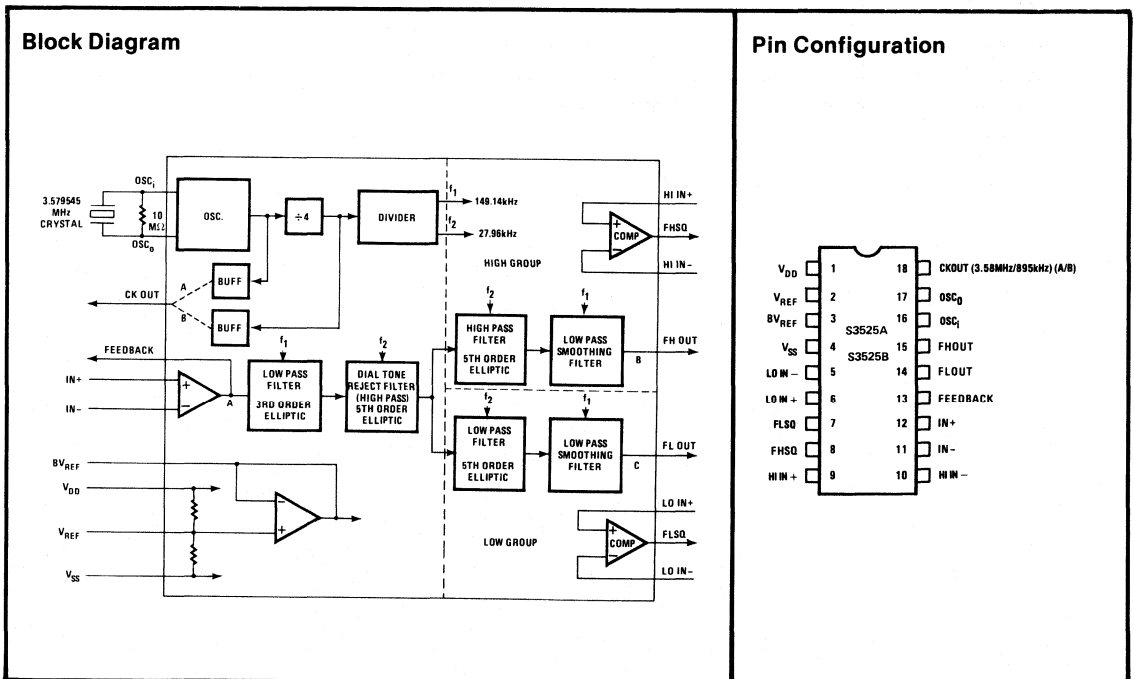 Block Diagram
3.579545
MHz
CRYSTAL
OSCi
10
MΩ
OSCo
OSC.
÷4
DIVIDER
f1
149.14kHz
f2
27.96kHz
HI IN+
+
COMP
−
FHSQ
HI IN−
HIGH GROUP
BUFF
A
CK OUT
B
BUFF
FEEDBACK
IN+
IN−
+
−
A
f1
LOW PASS
FILTER
3RD ORDER
ELLIPTIC
f2
DIAL TONE
REJECT FILTER
(HIGH PASS)
5TH ORDER
ELLIPTIC
f2
HIGH PASS
FILTER
5TH ORDER
ELLIPTIC
f1
LOW PASS
SMOOTHING
FILTER
B
FH OUT
f2
LOW PASS
FILTER
5TH ORDER
ELLIPTIC
f1
LOW PASS
SMOOTHING
FILTER
C
FL OUT
BVREF
VDD
VREF
VSS
−
+
LOW GROUP
LO IN+
+
COMP
−
FLSQ
LO IN−
Pin Configuration
VDD 1
VREF 2
BVREF 3
VSS 4
LO IN − 5
LO IN + 6
FLSQ 7
FHSQ 8
HI IN + 9
S3525A
S3525B
18 CKOUT (3.58MHz/895kHz) (A/B)
17 OSCO
16 OSCi
15 FHOUT
14 FLOUT
13 FEEDBACK
12 IN+
11 IN−
10 HI IN −